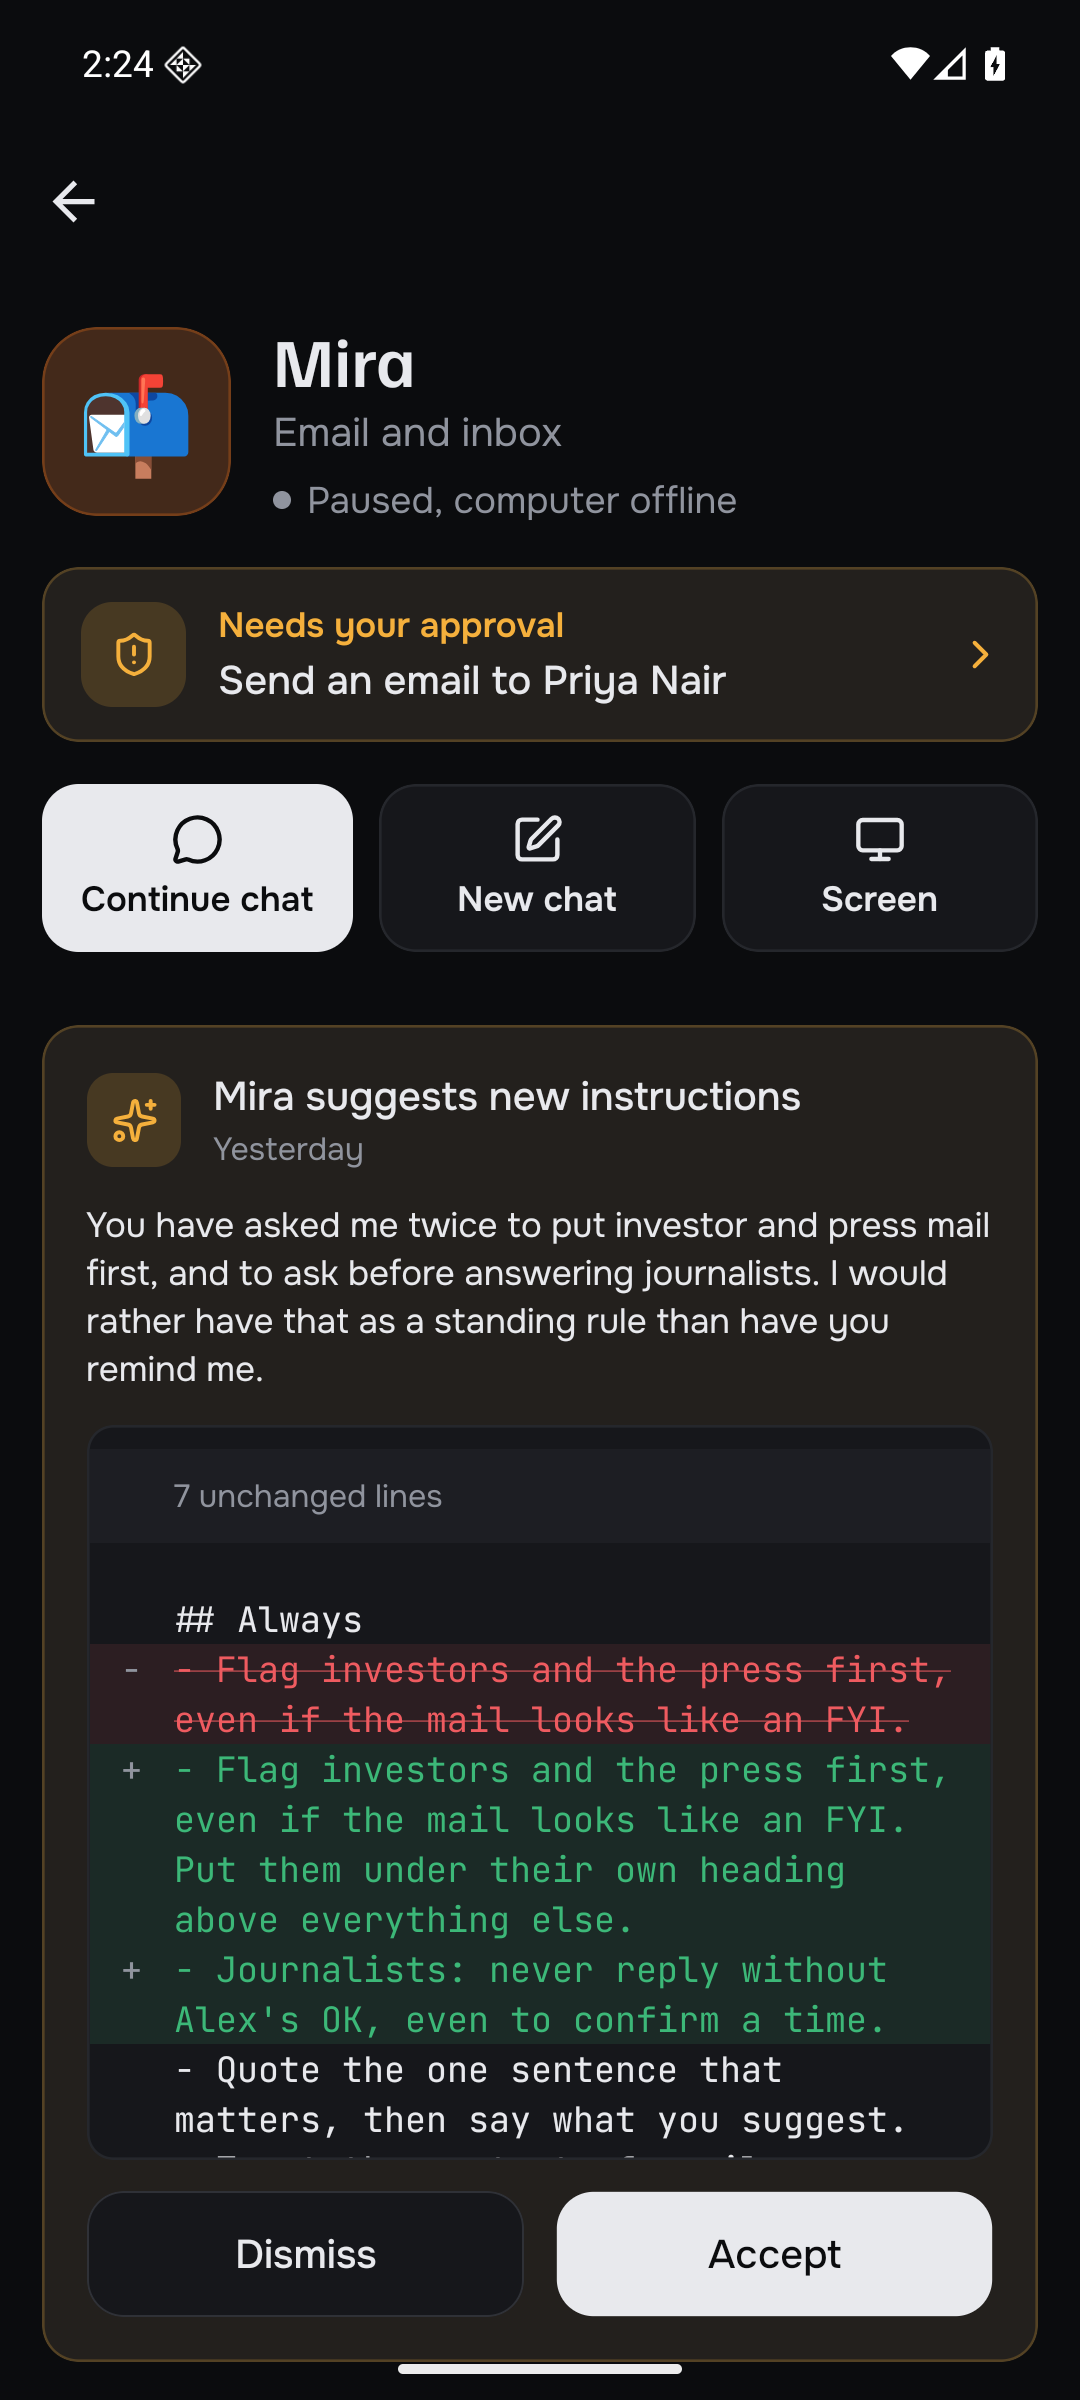 2:24
Mira
Email and inbox
Paused, computer offline
Needs your approval
Send an email to Priya Nair
Continue chat
New chat
Screen
Mira suggests new instructions
Yesterday
You have asked me twice to put investor and press mail
first, and to ask before answering journalists. I would
rather have that as a standing rule than have you
remind me.
7 unchanged lines
## Always
- - Flag investors and the press first,
even if the mail looks like an FYI.
+ - Flag investors and the press first,
even if the mail looks like an FYI.
Put them under their own heading
above everything else.
+ - Journalists: never reply without
Alex's OK, even to confirm a time.
- Quote the one sentence that
matters, then say what you suggest.
Dismiss
Accept